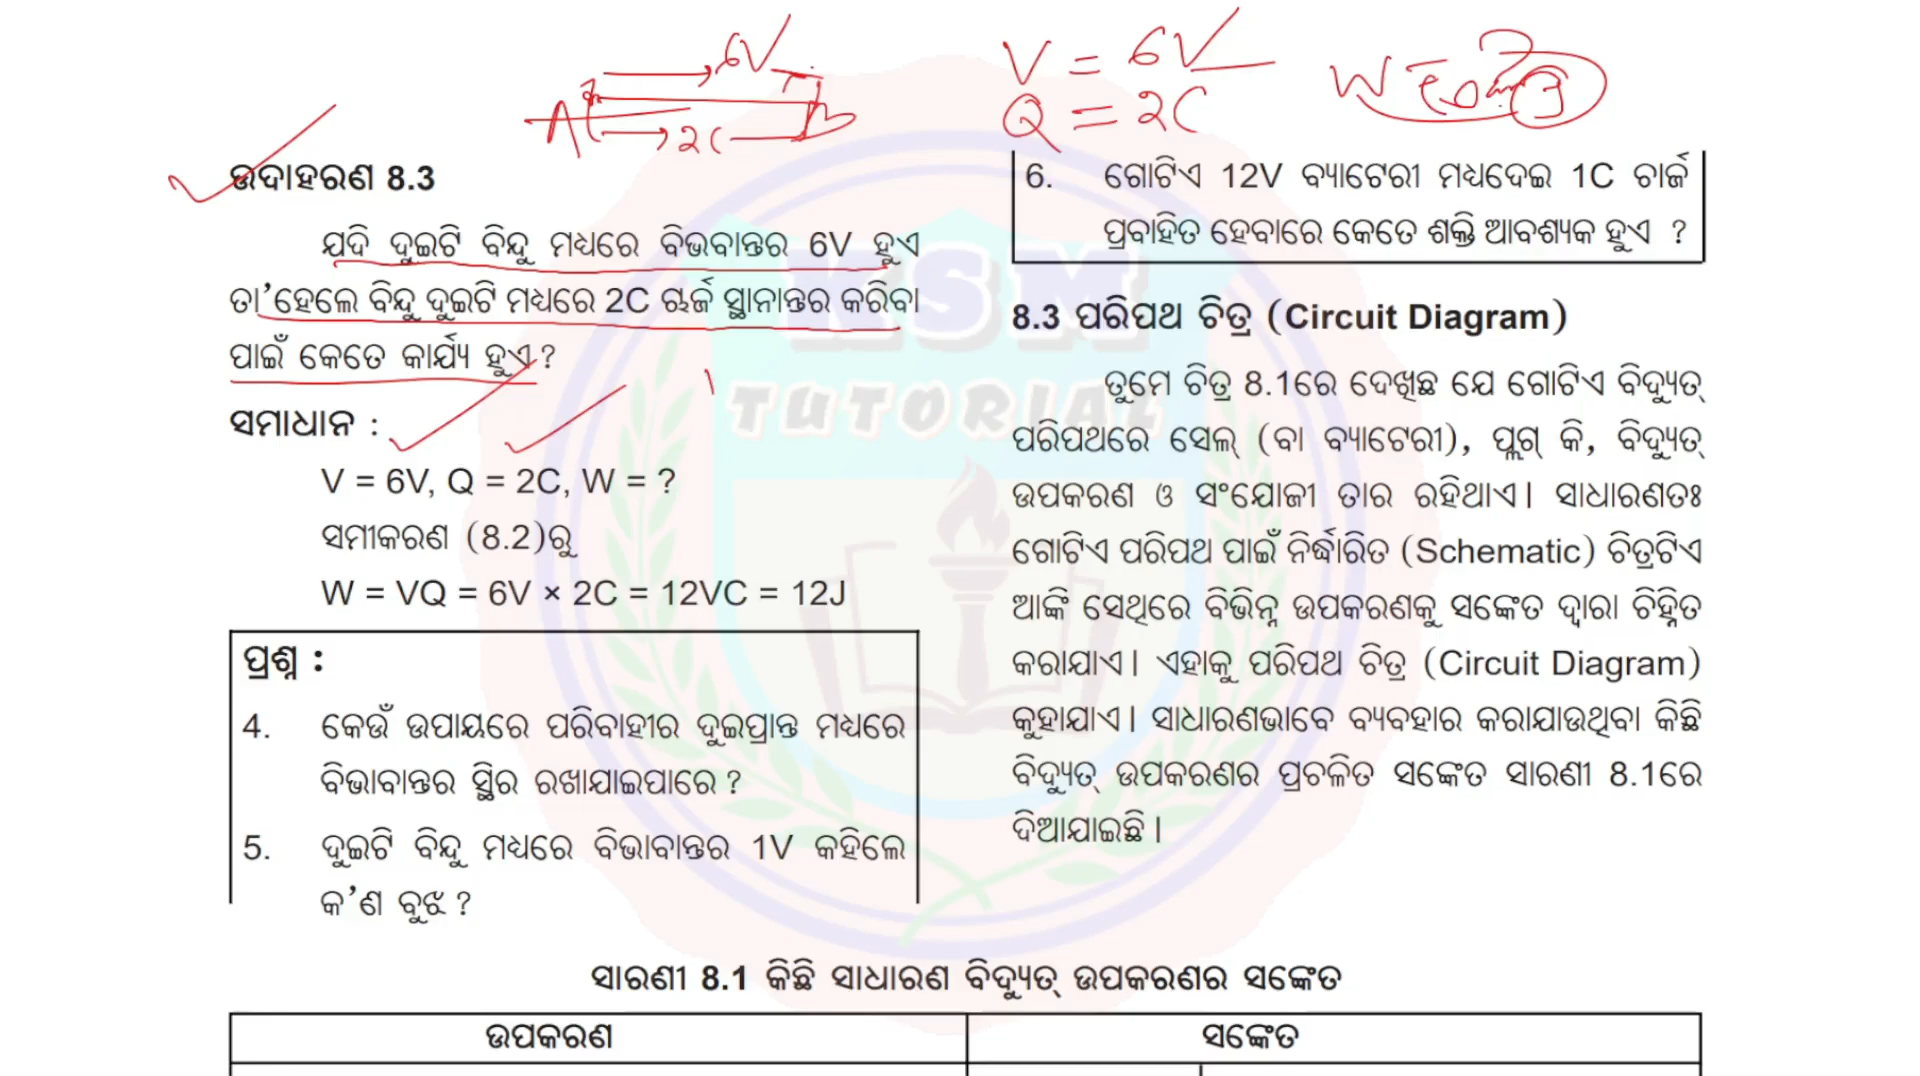 6V
A B
2C
V = 6V
Q = 2C
W
ଉଦାହରଣ 8.3
ଯଦି ଦୁଇଟି ବିନ୍ଦୁ ମଧ୍ୟରେ ବିଭବାନ୍ତର 6V ହୁଏ
ତା’ହେଲେ ବିନ୍ଦୁ ଦୁଇଟି ମଧ୍ୟରେ 2C ଚାର୍ଜ ସ୍ଥାନାନ୍ତର କରିବା
ପାଇଁ କେତେ କାର୍ଯ୍ୟ ହୁଏ ?
ସମାଧାନ :
V = 6V, Q = 2C, W = ?
ସମୀକରଣ (8.2)ରୁ
W = VQ = 6V × 2C = 12VC = 12J
ପ୍ରଶ୍ନ :
4. କେଉଁ ଉପାୟରେ ପରିବାହୀର ଦୁଇପ୍ରାନ୍ତ ମଧ୍ୟରେ
ବିଭାବାନ୍ତର ସ୍ଥିର ରଖାଯାଇପାରେ ?
5. ଦୁଇଟି ବିନ୍ଦୁ ମଧ୍ୟରେ ବିଭାବାନ୍ତର 1V କହିଲେ
କ’ଣ ବୁଝ ?
6. ଗୋଟିଏ 12V ବ୍ୟାଟେରୀ ମଧ୍ୟଦେଇ 1C ଚାର୍ଜ
ପ୍ରବାହିତ ହେବାରେ କେତେ ଶକ୍ତି ଆବଶ୍ୟକ ହୁଏ ?
8.3 ପରିପଥ ଚିତ୍ର (Circuit Diagram)
ତୁମେ ଚିତ୍ର 8.1ରେ ଦେଖିଛ ଯେ ଗୋଟିଏ ବିଦ୍ୟୁତ୍
ପରିପଥରେ ସେଲ୍ (ବା ବ୍ୟାଟେରୀ), ପ୍ଲଗ୍ କି, ବିଦ୍ୟୁତ୍
ଉପକରଣ ଓ ସଂଯୋଜୀ ତାର ରହିଥାଏ। ସାଧାରଣତଃ
ଗୋଟିଏ ପରିପଥ ପାଇଁ ନିର୍ଦ୍ଧାରିତ (Schematic) ଚିତ୍ରଟିଏ
ଆଙ୍କି ସେଥିରେ ବିଭିନ୍ନ ଉପକରଣକୁ ସଙ୍କେତ ଦ୍ୱାରା ଚିହ୍ନିତ
କରାଯାଏ। ଏହାକୁ ପରିପଥ ଚିତ୍ର (Circuit Diagram)
କୁହାଯାଏ। ସାଧାରଣଭାବେ ବ୍ୟବହାର କରାଯାଉଥିବା କିଛି
ବିଦ୍ୟୁତ୍ ଉପକରଣର ପ୍ରଚଳିତ ସଙ୍କେତ ସାରଣୀ 8.1ରେ
ଦିଆଯାଇଛି।
KSM
TUTORIAL
ସାରଣୀ 8.1 କିଛି ସାଧାରଣ ବିଦ୍ୟୁତ୍ ଉପକରଣର ସଙ୍କେତ
ଉପକରଣ ସଙ୍କେତ